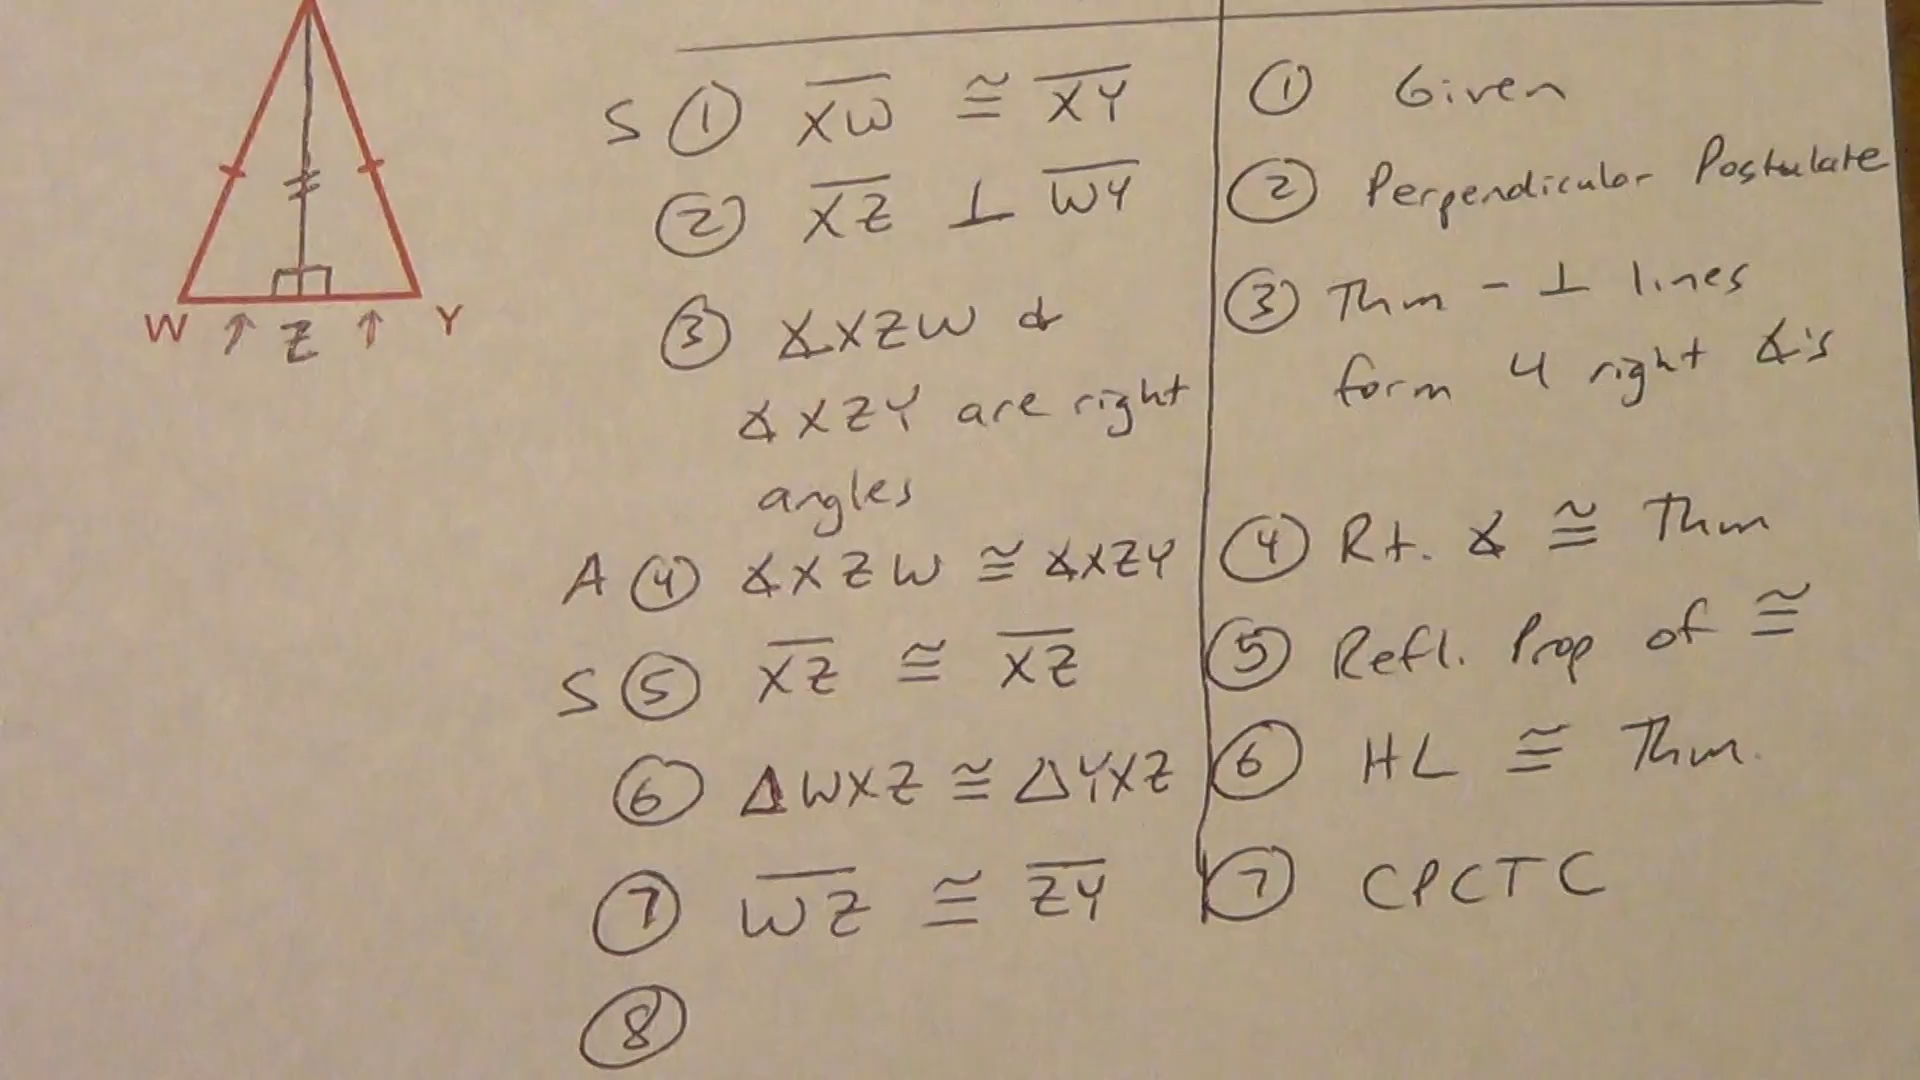 W ↑ Z ↑ Y
S ① XW ≅ XY ① Given
② XZ ⊥ WY ② Perpendicular Postulate
③ ∡XZW & ③ Thm - ⊥ lines
∡XZY are right form 4 right ∡'s
angles
A ④ ∡XZW ≅ ∡XZY ④ Rt. ∡ ≅ Thm
S ⑤ XZ ≅ XZ ⑤ Refl. Prop of ≅
⑥ △WXZ ≅ △YXZ ⑥ HL ≅ Thm.
⑦ WZ ≅ ZY ⑦ CPCTC
⑧